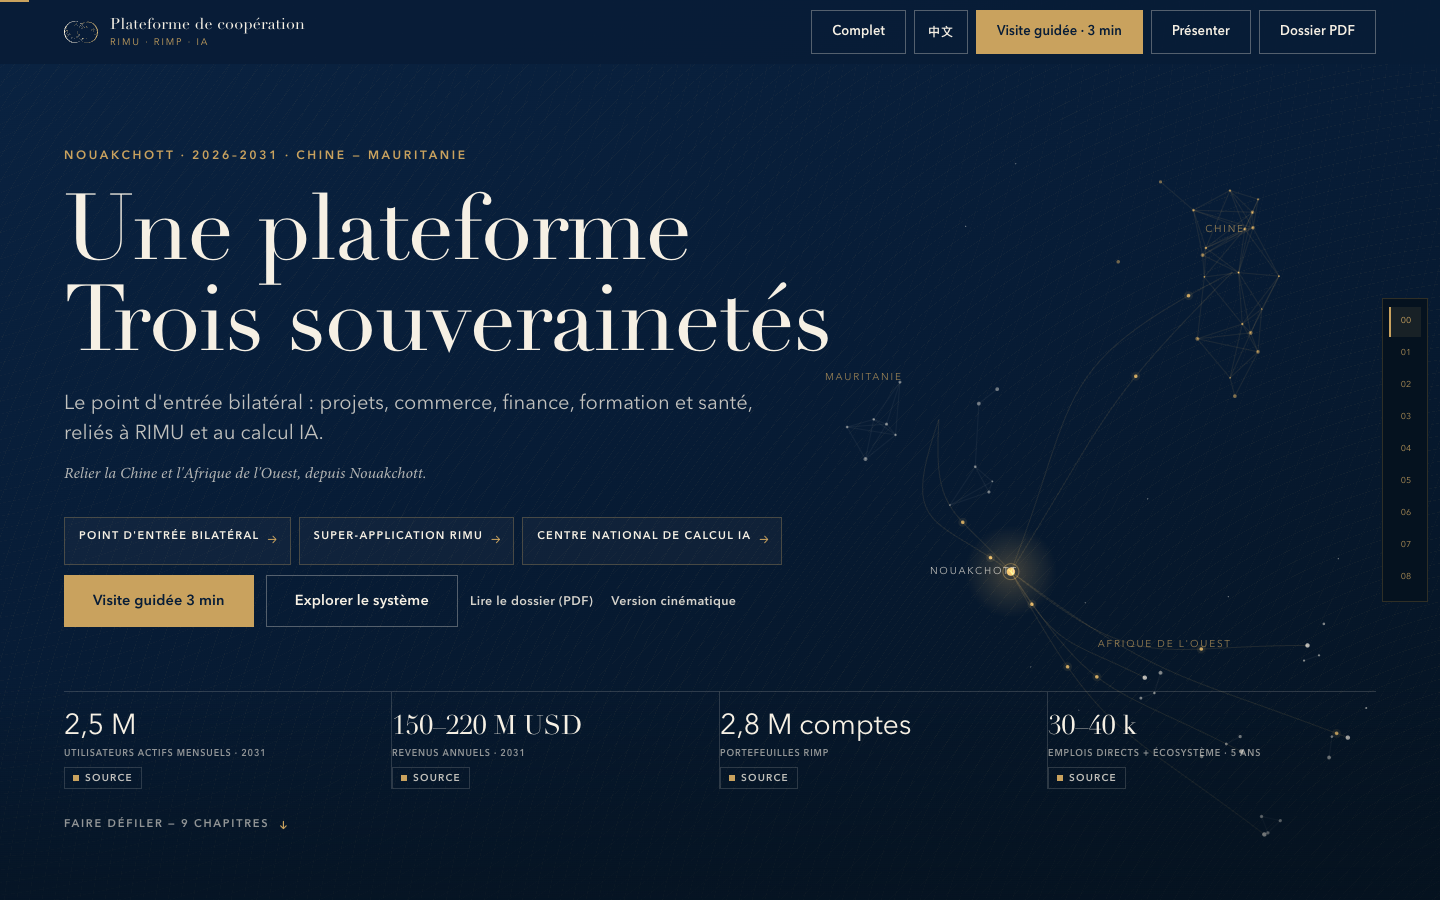 Plateforme de coopération
RIMU · RIMP · IA
Complet
中文
Visite guidée · 3 min
Présenter
Dossier PDF
NOUAKCHOTT · 2026–2031 · CHINE — MAURITANIE
Une plateforme
Trois souverainetés
Le point d'entrée bilatéral : projets, commerce, finance, formation et santé,
reliés à RIMU et au calcul IA.
Relier la Chine et l'Afrique de l'Ouest, depuis Nouakchott.
POINT D'ENTRÉE BILATÉRAL →
SUPER-APPLICATION RIMU →
CENTRE NATIONAL DE CALCUL IA →
Visite guidée 3 min
Explorer le système
Lire le dossier (PDF)
Version cinématique
CHINE
MAURITANIE
NOUAKCHOTT
AFRIQUE DE L'OUEST
00
01
02
03
04
05
06
07
08
2,5 M
UTILISATEURS ACTIFS MENSUELS · 2031
SOURCE
150–220 M USD
REVENUS ANNUELS · 2031
SOURCE
2,8 M comptes
PORTEFEUILLES RIMP
SOURCE
30–40 k
EMPLOIS DIRECTS + ÉCOSYSTÈME · 5 ANS
SOURCE
FAIRE DÉFILER — 9 CHAPITRES ↓